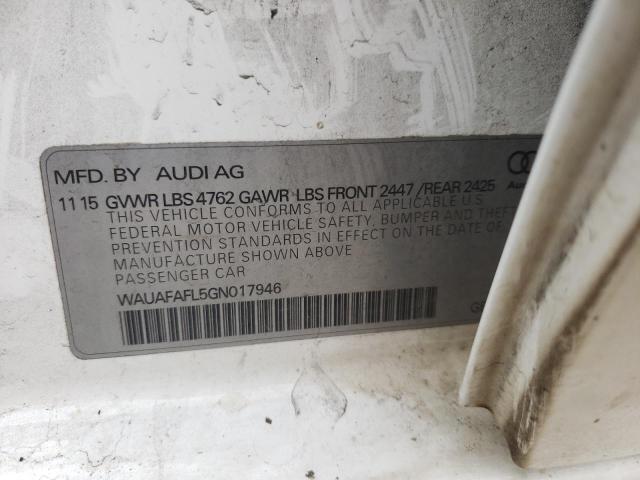 MFD. BY AUDI AG
11 15 GVWR LBS 4762 GAWR LBS FRONT 2447 /REAR 2425
THIS VEHICLE CONFORMS TO ALL APPLICABLE U.S
FEDERAL MOTOR VEHICLE SAFETY, BUMPER AND THEFT
PREVENTION STANDARDS IN EFFECT ON THE DATE OF
MANUFACTURE SHOWN ABOVE
PASSENGER CAR
WAUAFAFL5GN017946